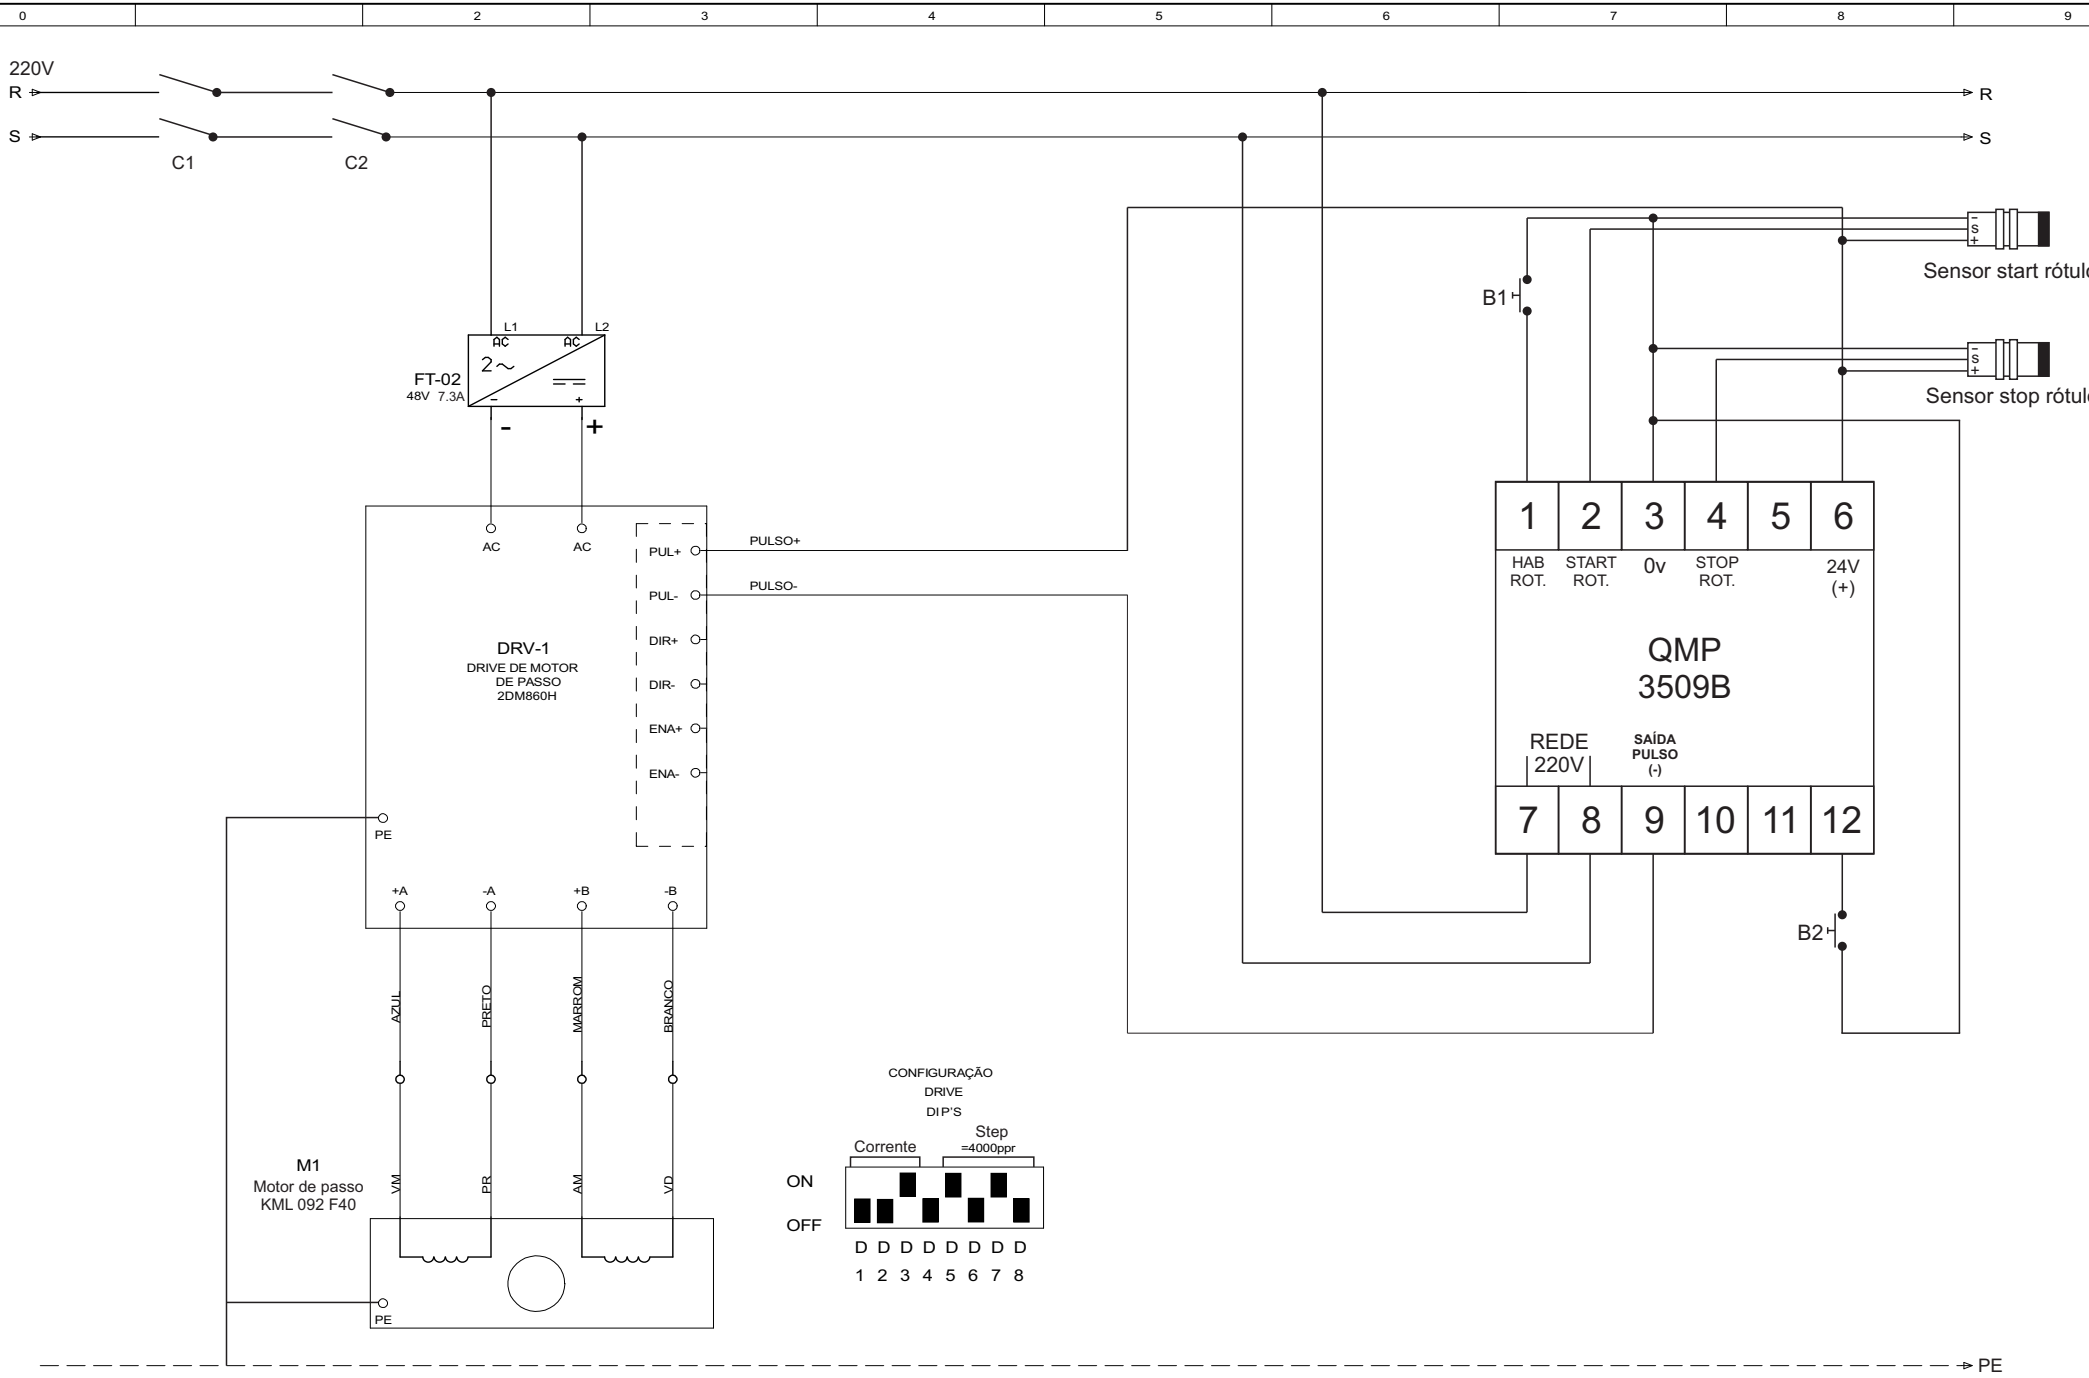 0 2 3 4 5 6 7 8 9
220V
R R
S S
C1 C2
- S +
Sensor start rótulo
B1
- S +
Sensor stop rótulo
L1 L2
AC AC
2~
FT-02
48V 7.3A
- +
- +
AC AC
PUL+ PULSO+
PUL- PULSO-
DIR+
DIR-
ENA+
ENA-
DRV-1
DRIVE DE MOTOR
DE PASSO
2DM860H
PE
+A -A +B -B
1 2 3 4 5 6
HAB
ROT.
START
ROT.
0v
STOP
ROT.
24V
(+)
QMP
3509B
REDE
220V
SAÍDA
PULSO
(-)
7 8 9 10 11 12
B2
AZUL PRETO MARROM BRANCO
VM PR AM VD
M1
Motor de passo
KML 092 F40
PE
CONFIGURAÇÃO
DRIVE
DIP'S
Corrente
Step
=4000ppr
ON
OFF
D D D D D D D D
1 2 3 4 5 6 7 8
PE